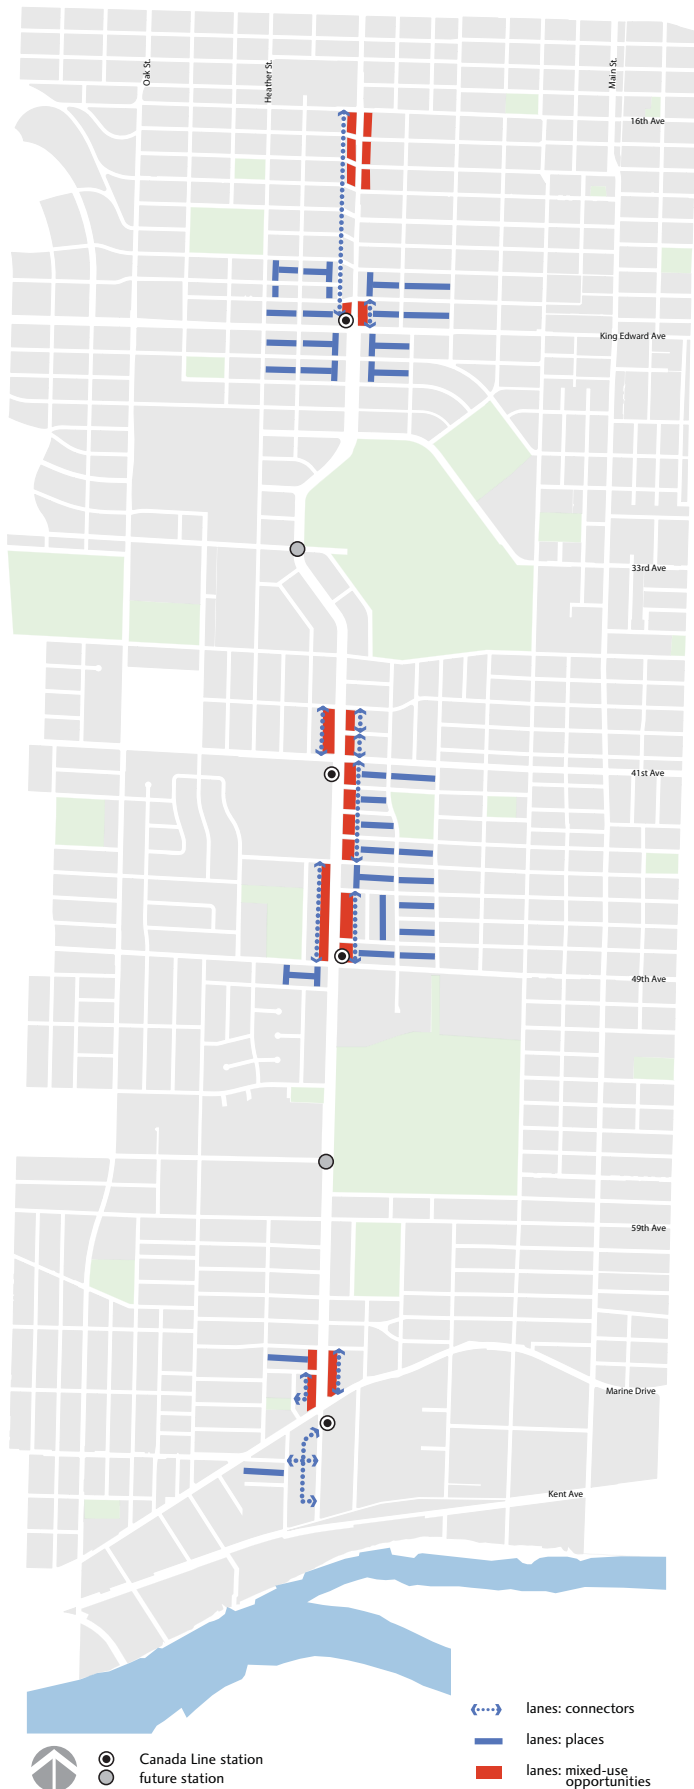 Oak St.
Heather St.
Main St.
16th Ave
King Edward Ave
33rd Ave
41st Ave
49th Ave
59th Ave
Marine Drive
Kent Ave
lanes: connectors
lanes: places
lanes: mixed-use
opportunities
Canada Line station
future station